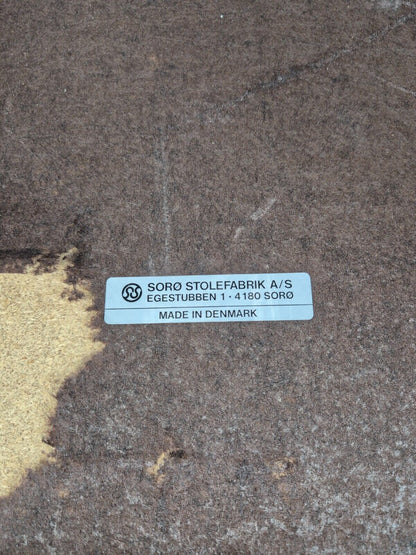 SORØ STOLEFABRIK A/S
EGESTUBBEN 1 · 4180 SORØ
MADE IN DENMARK